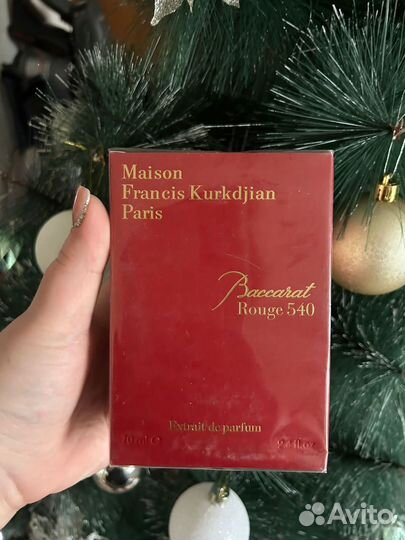 Maison
Francis Kurkdjian
Paris
Baccarat
Rouge 540
Extrait de parfum
70 ml e 2.4 fl.oz
Avito